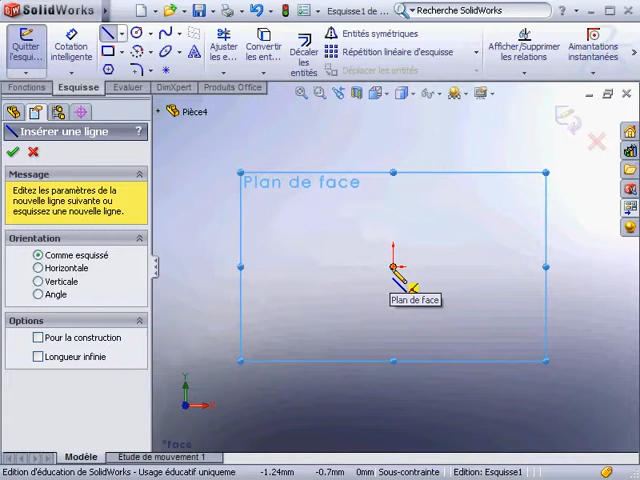 SolidWorks
Esquisse1 de ...
Recherche SolidWorks
Quitter l'esqui...
Cotation intelligente
Ajuster les e...
Convertir les ent...
Décaler les entités
Entités symétriques
Répétition linéaire d'esquisse
Déplacer les entités
Afficher/Supprimer les relations
Aimantations instantanées
Fonctions
Esquisse
Evaluer
DimXpert
Produits Office
Insérer une ligne
?
Pièce4
Message
Editez les paramètres de la
nouvelle ligne suivante ou
esquissez une nouvelle ligne.
Orientation
Comme esquissé
Horizontale
Verticale
Angle
Options
Pour la construction
Longueur infinie
Plan de face
Plan de face
Y
X
*Face
Modèle
Etude de mouvement 1
Edition d'éducation de SolidWorks - Usage éducatif uniqueme
-1.24mm
-0.7mm
0mm
Sous-contrainte
Edition: Esquisse1